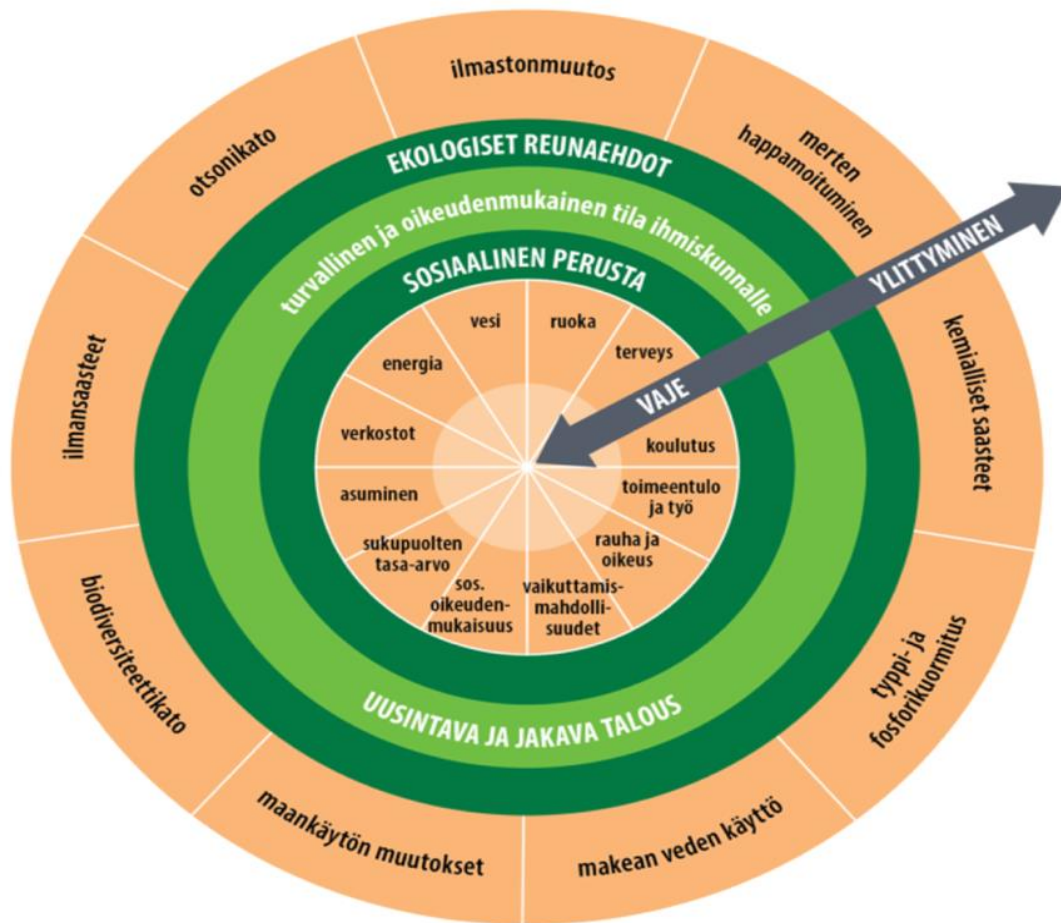 ilmastonmuutos
merten
happamoituminen
kemialliset saasteet
typpi- ja
fosforikuormitus
makean veden käyttö
maankäytön muutokset
biodiversiteettikato
ilmansaasteet
otsonikato
EKOLOGISET REUNAEHDOT
turvallinen ja oikeudenmukainen tila ihmiskunnalle
SOSIAALINEN PERUSTA
vesi
ruoka
terveys
koulutus
toimeentulo
ja työ
rauha ja
oikeus
vaikuttamis-
mahdolli-
suudet
sos.
oikeuden-
mukaisuus
sukupuolten
tasa-arvo
asuminen
verkostot
energia
VAJE
YLITTYMINEN
UUSINTAVA JA JAKAVA TALOUS